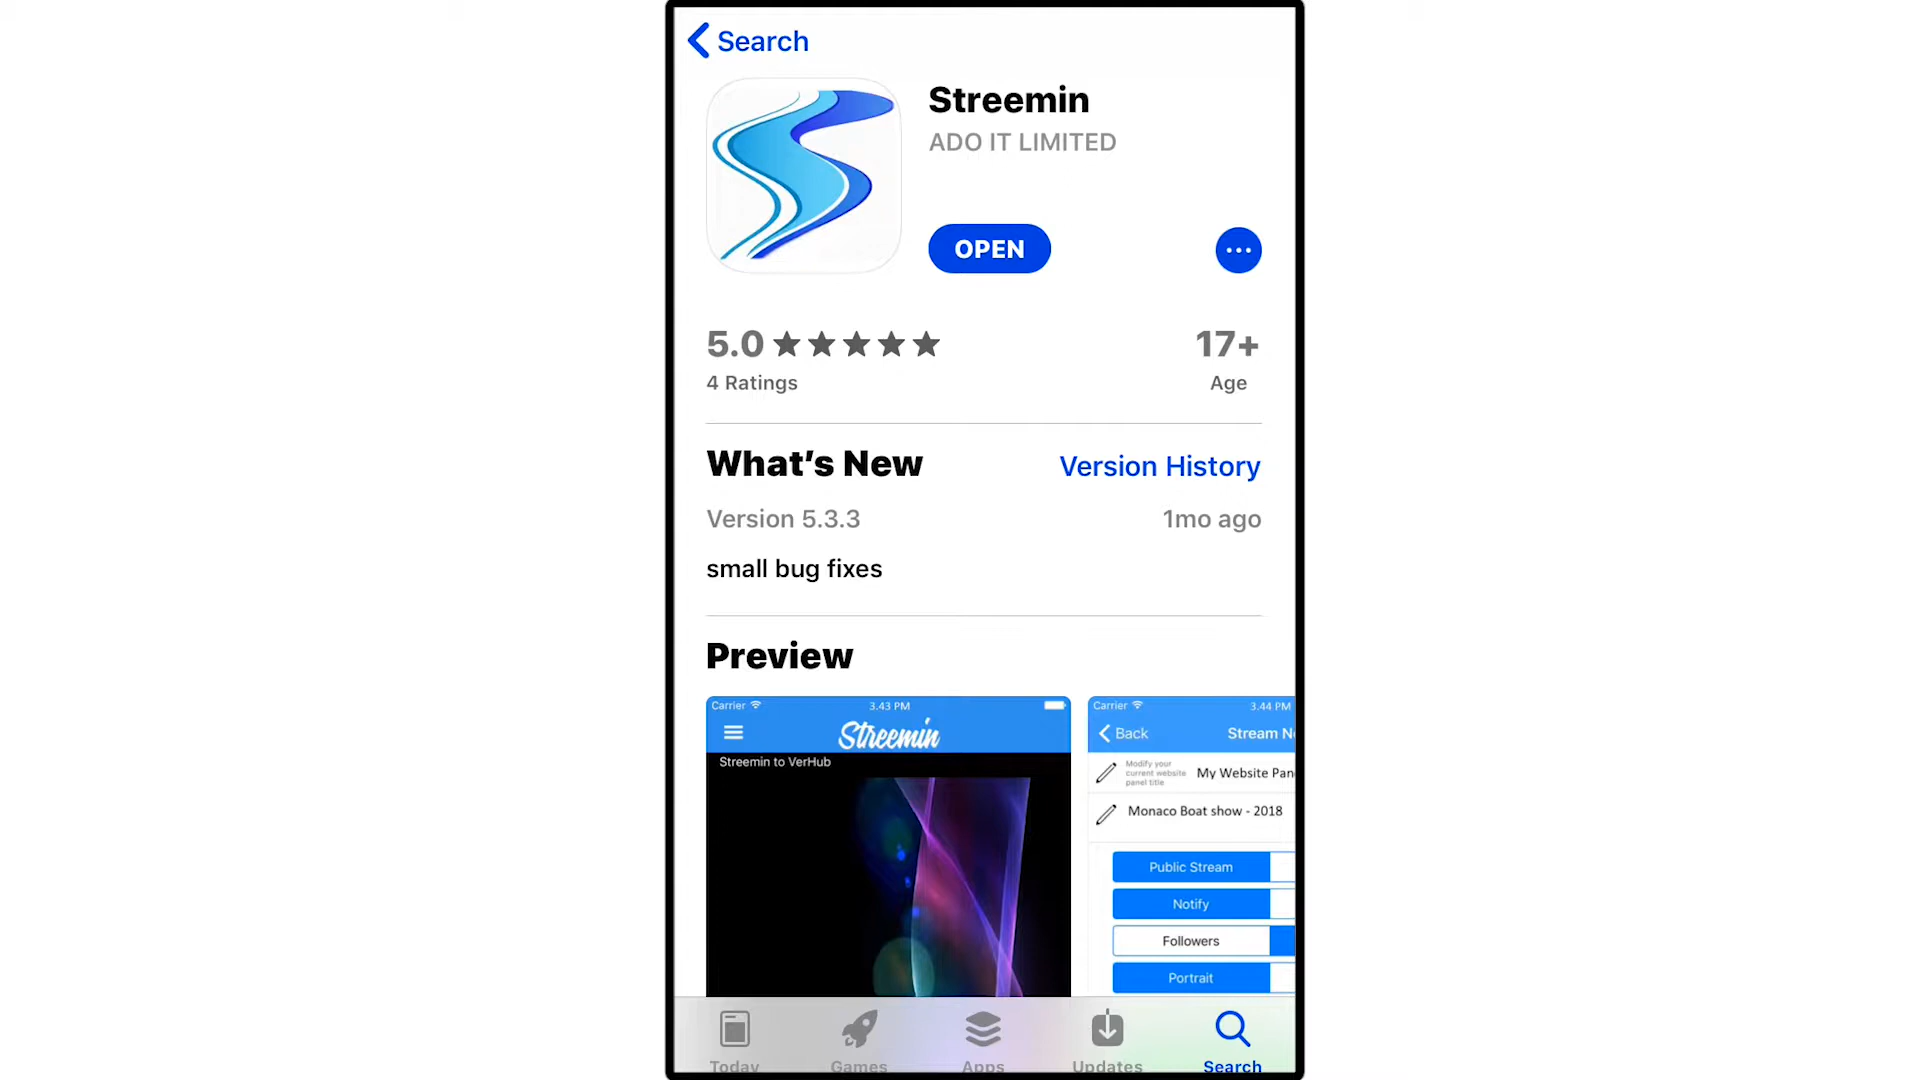 Search
Streemin
ADO IT LIMITED
OPEN
5.0
17+
4 Ratings
Age
What's New
Version History
Version 5.3.3
1mo ago
small bug fixes
Preview
Carrier
3.43 PM
Streemin
Streemin to VerHub
Carrier
3.44 PM
Back
Stream
Modify your
current website
panel title
My Website
Monaco Boat show - 2018
Public Stream
Notify
Followers
Portrait
Today
Games
Apps
Updates
Search